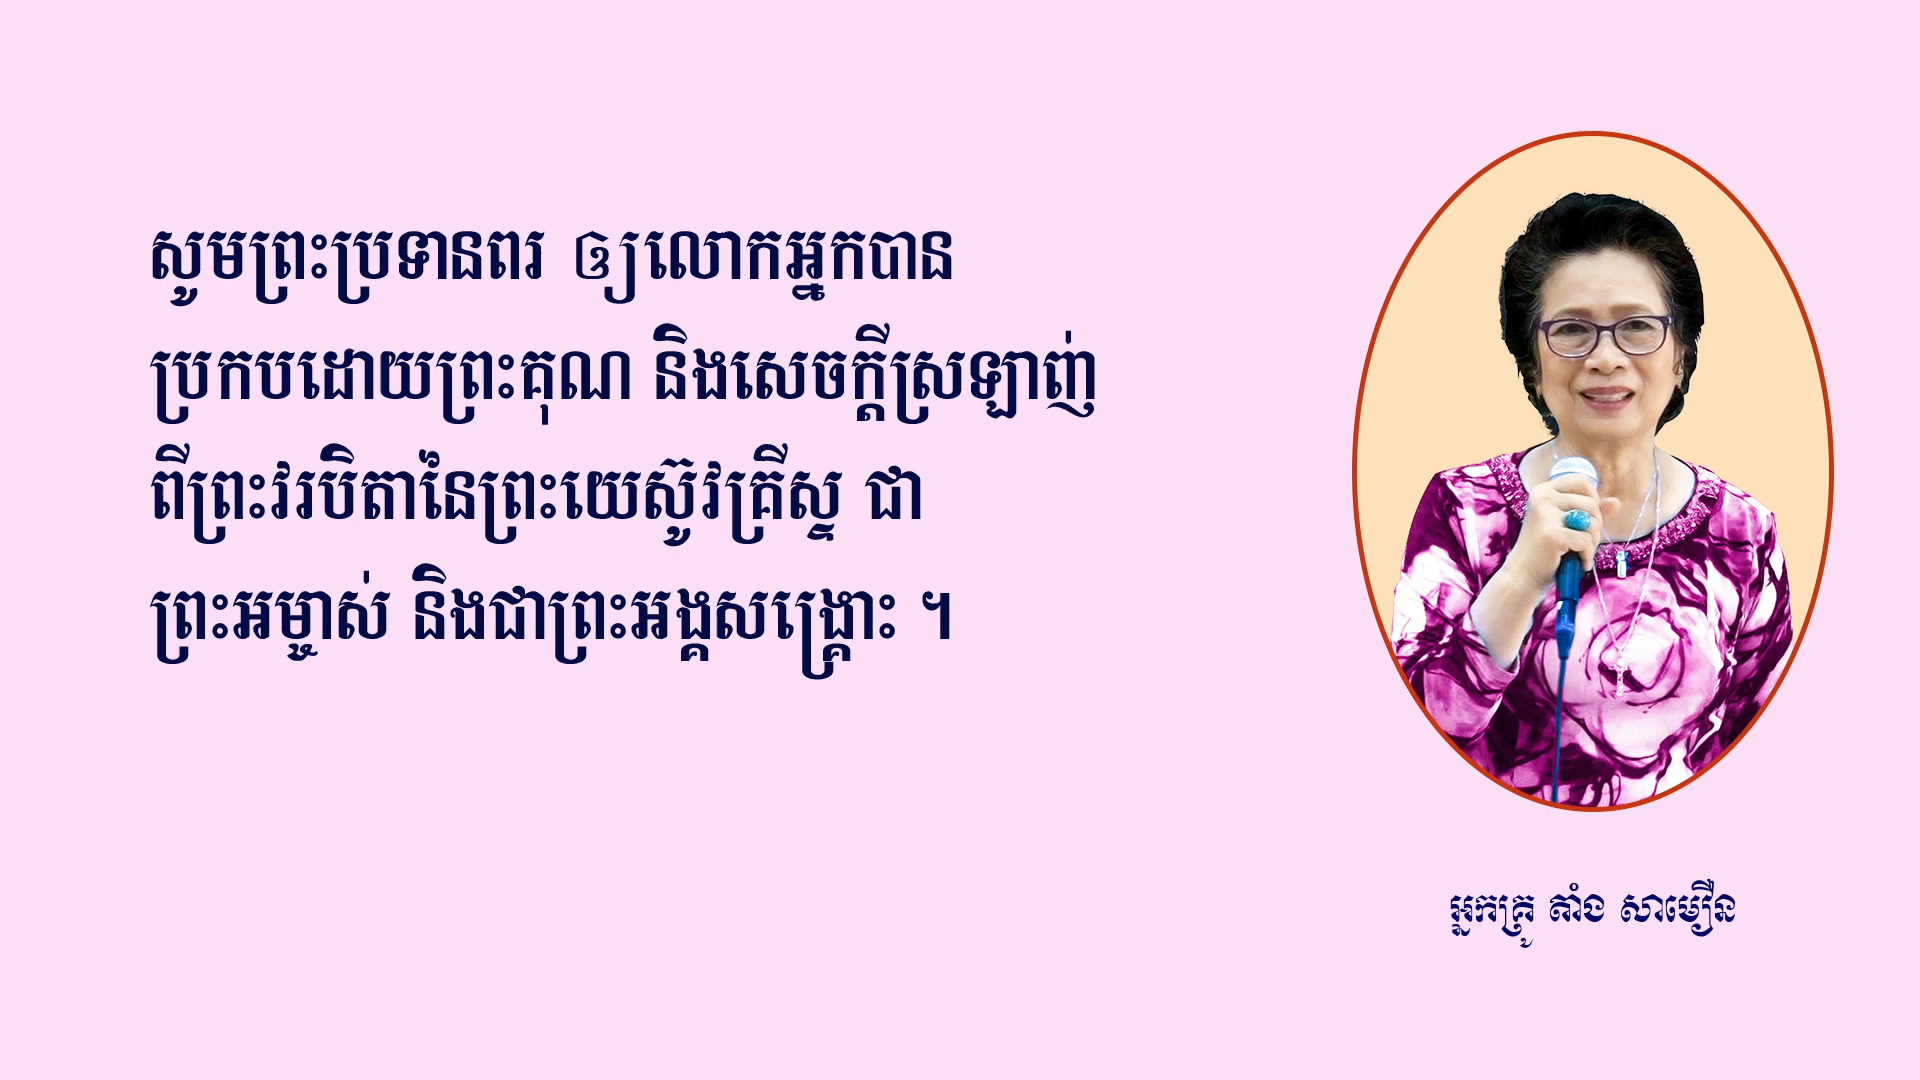 សូមព្រះប្រទានពរ ឲ្យលោកអ្នកបាន
ប្រកបដោយព្រះគុណ និងសេចក្ដីស្រឡាញ់
ពីព្រះវរបិតានៃព្រះយេស៊ូវគ្រីស្ទ ជា
ព្រះអម្ចាស់ និងជាព្រះអង្គសង្គ្រោះ ។
អ្នកគ្រូ តាំង សាមឿន